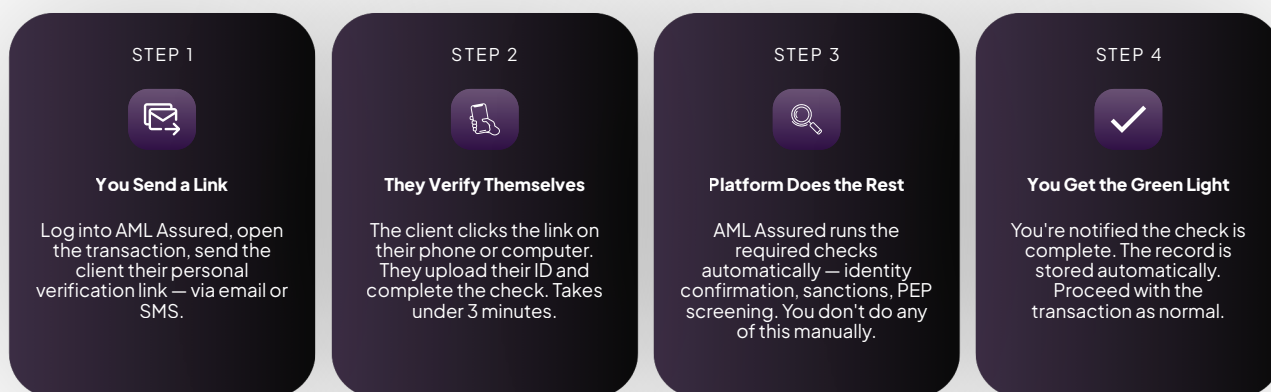 STEP 1
You Send a Link
Log into AML Assured, open
the transaction, send the
client their personal
verification link — via email or
SMS.
STEP 2
They Verify Themselves
The client clicks the link on
their phone or computer.
They upload their ID and
complete the check. Takes
under 3 minutes.
STEP 3
Platform Does the Rest
AML Assured runs the
required checks
automatically — identity
confirmation, sanctions, PEP
screening. You don't do any
of this manually.
STEP 4
You Get the Green Light
You're notified the check is
complete. The record is
stored automatically.
Proceed with the
transaction as normal.